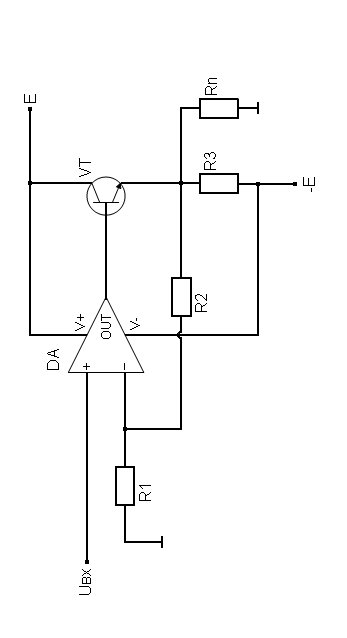 E
Rn
VT
R3
-E
V+
OUT
V-
R2
DA
+
−
R1
Uвх